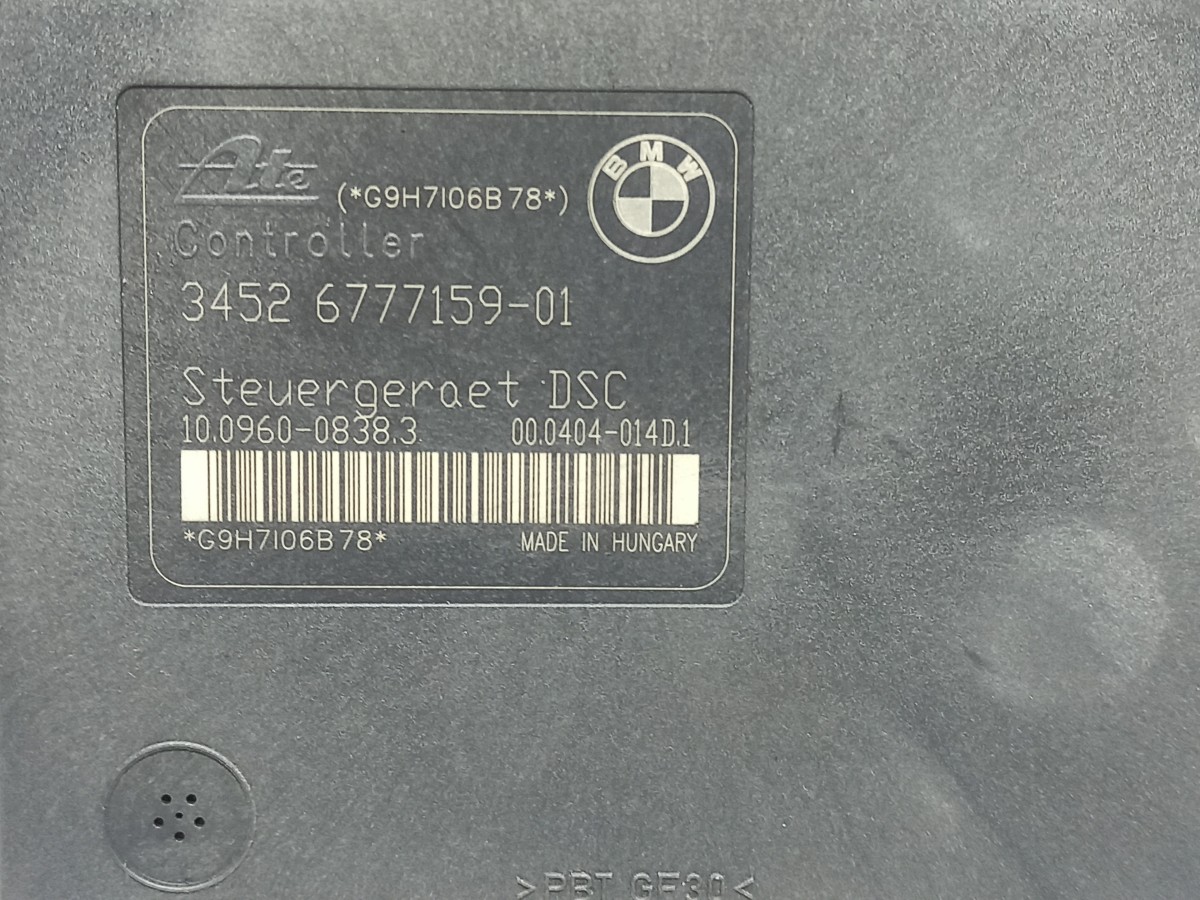 Ate (*G9H7I06B78*) BMW
Controller
3452 6777159-01
Steuergeraet DSC
10.0960-0838.3 00.0404-014D.1
*G9H7I06B78* MADE IN HUNGARY
>PBT GF30<